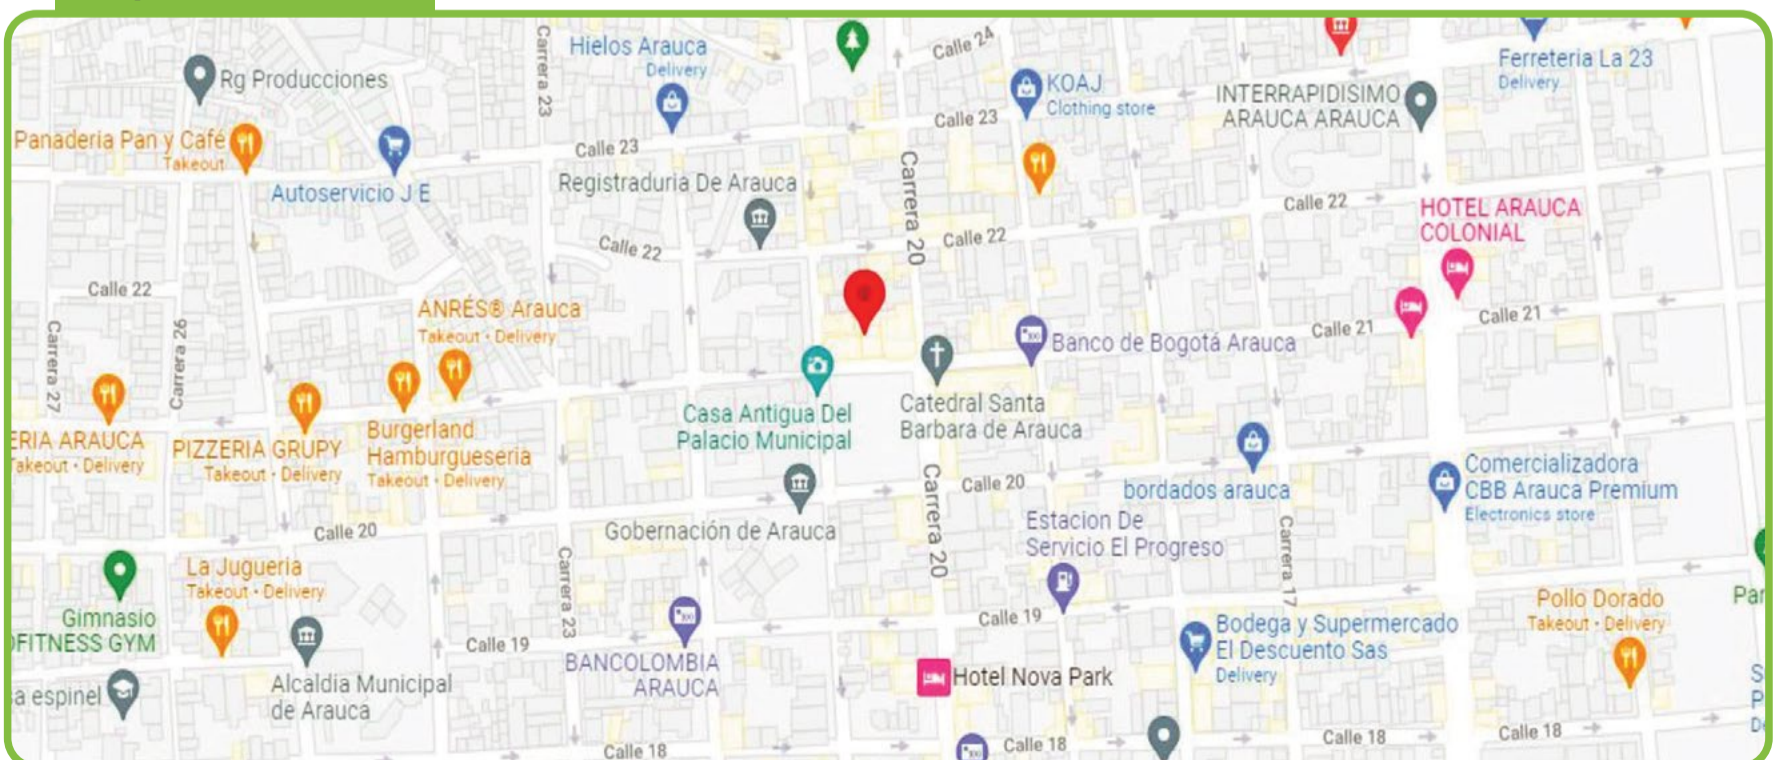 Carrera 23
Hielos Arauca
Delivery
Calle 24
Ferreteria La 23
Delivery
Rg Producciones
KOAJ
Clothing store
INTERRAPIDISIMO
ARAUCA ARAUCA
Panaderia Pan y Café
Takeout
Calle 23
Calle 23
Autoservicio J E
Registraduria De Arauca
Carrera 20
Calle 22
HOTEL ARAUCA
COLONIAL
Calle 22
Calle 22
Calle 22
ANRÉS® Arauca
Takeout · Delivery
Carrera 27
Carrera 26
Calle 21
Calle 21
Banco de Bogotá Arauca
Casa Antigua Del
Palacio Municipal
Catedral Santa
Barbara de Arauca
ERIA ARAUCA
Takeout · Delivery
PIZZERIA GRUPY
Takeout · Delivery
Burgerland
Hamburgueseria
Takeout · Delivery
Carrera 20
Calle 20
bordados arauca
Comercializadora
CBB Arauca Premium
Electronics store
Gobernación de Arauca
Estacion De
Servicio El Progreso
Carrera 17
Calle 20
Carrera 23
La Jugueria
Takeout · Delivery
Gimnasio
OFITNESS GYM
Calle 19
Calle 19
Pollo Dorado
Takeout · Delivery
Par
BANCOLOMBIA
ARAUCA
Bodega y Supermercado
El Descuento Sas
Delivery
Hotel Nova Park
Alcaldia Municipal
de Arauca
sa espinel
S
P
De
Calle 18
Calle 18
Calle 18
Calle 18